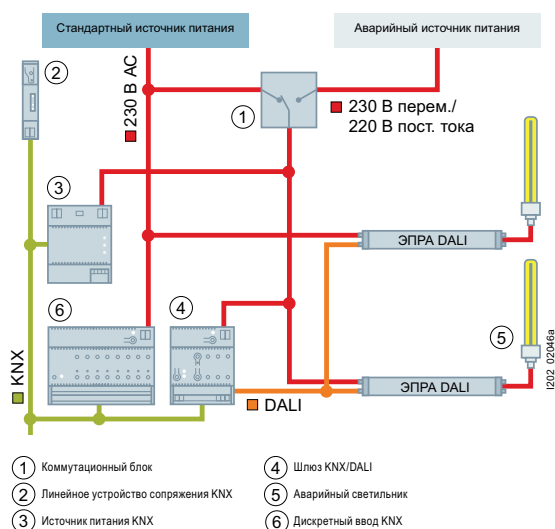 Стандартный источник питания
Аварийный источник питания
2
230 В AC
1
230 В перем./
220 В пост. тока
3
ЭПРА DALI
6
4
5
ЭПРА DALI
KNX
DALI
I202_02046a
1 Коммутационный блок
2 Линейное устройство сопряжения KNX
3 Источник питания KNX
4 Шлюз KNX/DALI
5 Аварийный светильник
6 Дискретный ввод KNX